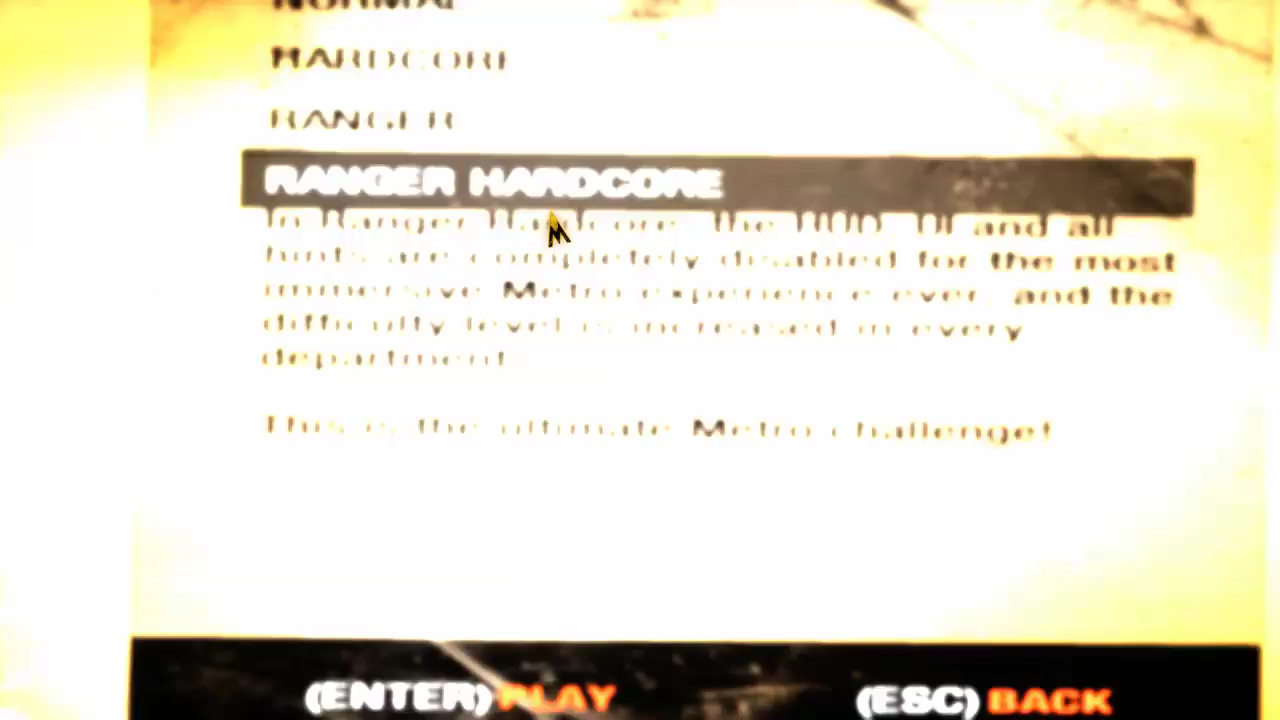 NORMAL
HARDCORE
RANGER
RANGER HARDCORE
In Ranger Hardcore, the HUD, UI and all
hints are completely disabled for the most
immersive Metro experience ever, and the
difficulty level is increased in every
department.
This is the ultimate Metro challenge!
(ENTER) PLAY
(ESC) BACK